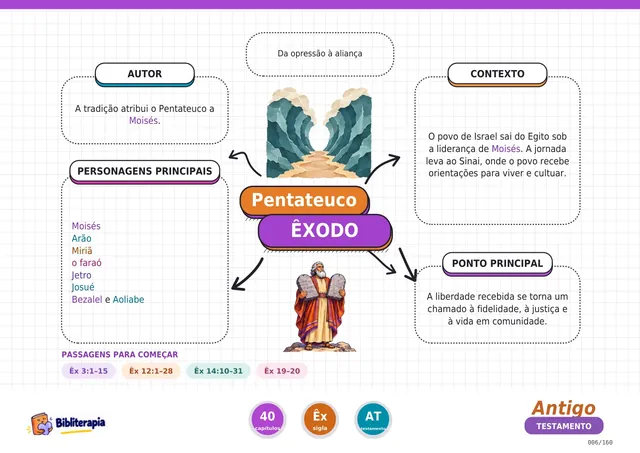 Da opressão à aliança
AUTOR
A tradição atribui o Pentateuco a
Moisés.
PERSONAGENS PRINCIPAIS
Moisés
Arão
Miriã
o faraó
Jetro
Josué
Bezalel e Aoliabe
CONTEXTO
O povo de Israel sai do Egito sob
a liderança de Moisés. A jornada
leva ao Sinai, onde o povo recebe
orientações para viver e cultuar.
Pentateuco
ÊXODO
PONTO PRINCIPAL
A liberdade recebida se torna um
chamado à fidelidade, à justiça e
à vida em comunidade.
PASSAGENS PARA COMEÇAR
Êx 3:1–15
Êx 12:1–28
Êx 14:10–31
Êx 19–20
Bibliterapia
40
capítulos
Êx
sigla
AT
testamento
Antigo
TESTAMENTO
006/160